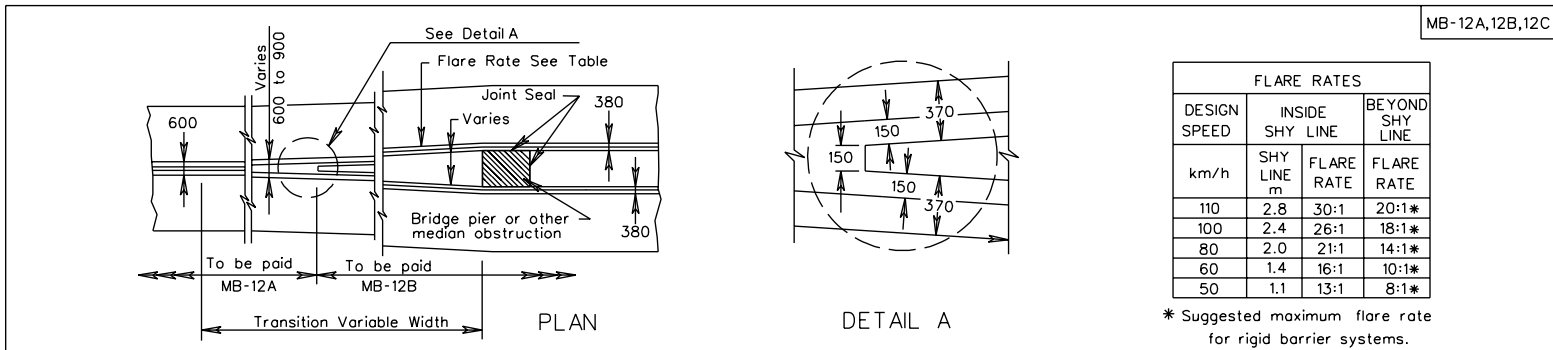 MB-12A,12B,12C
See Detail A
Flare Rate See Table
Varies
600 to 900
Joint Seal
380
600
Varies
Bridge pier or other
median obstruction
380
To be paid
MB-12A
To be paid
MB-12B
Transition Variable Width
PLAN
370
150
150
150
370
DETAIL A
FLARE RATES
DESIGN SPEED INSIDE SHY LINE BEYOND SHY LINE
km/h SHY LINE m FLARE RATE FLARE RATE
110 2.8 30:1 20:1*
100 2.4 26:1 18:1*
80 2.0 21:1 14:1*
60 1.4 16:1 10:1*
50 1.1 13:1 8:1*
* Suggested maximum flare rate
for rigid barrier systems.